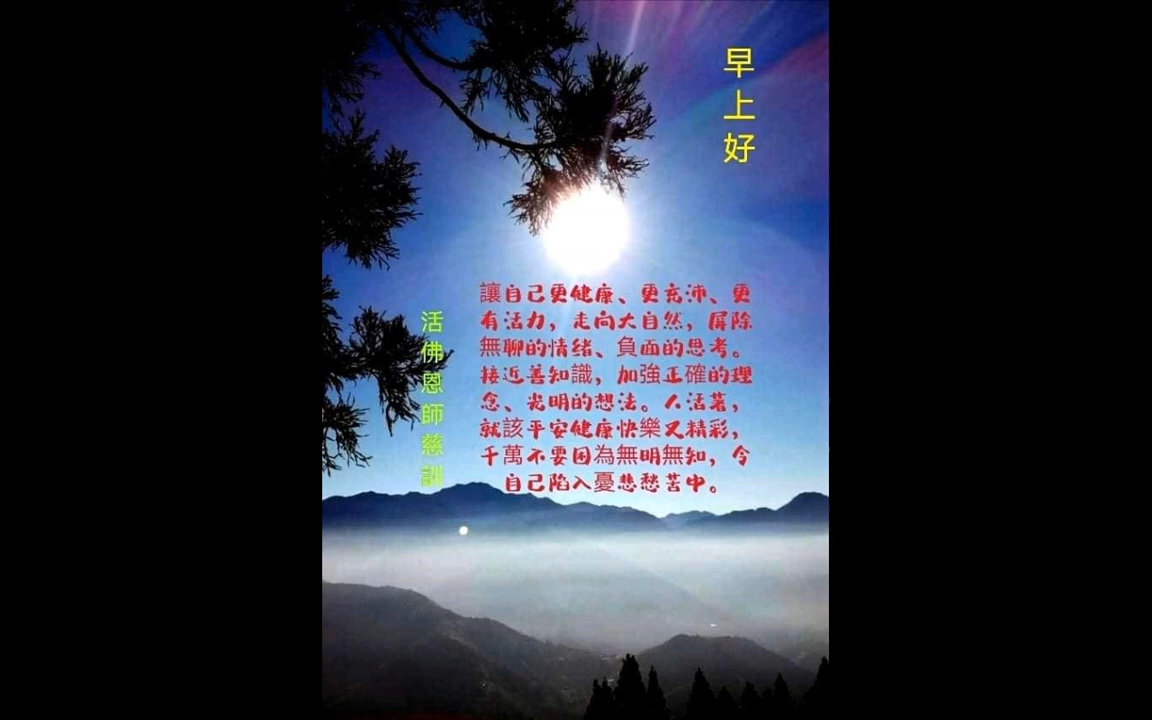 早上好
讓自己更健康、更充沛、更
有活力，走向大自然，屏除
無聊的情绪、負面的思考。
接近善知識，加強正確的理
念、光明的想法。人活著，
就該平安健康快樂又精彩，
千萬不要因為無明無知，令
自己陷入憂悲愁苦中。
活佛恩師慈訓